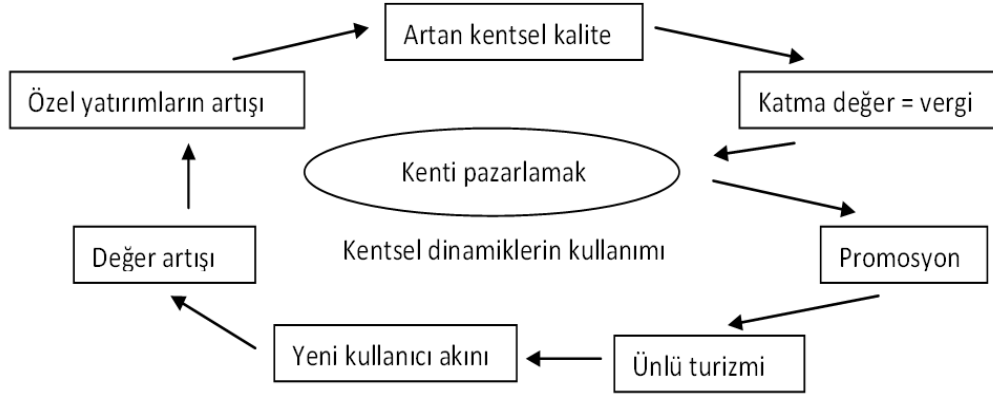 Artan kentsel kalite
Özel yatırımların artışı
Katma değer = vergi
Kenti pazarlamak
Kentsel dinamiklerin kullanımı
Değer artışı
Promosyon
Yeni kullanıcı akını
Ünlü turizmi